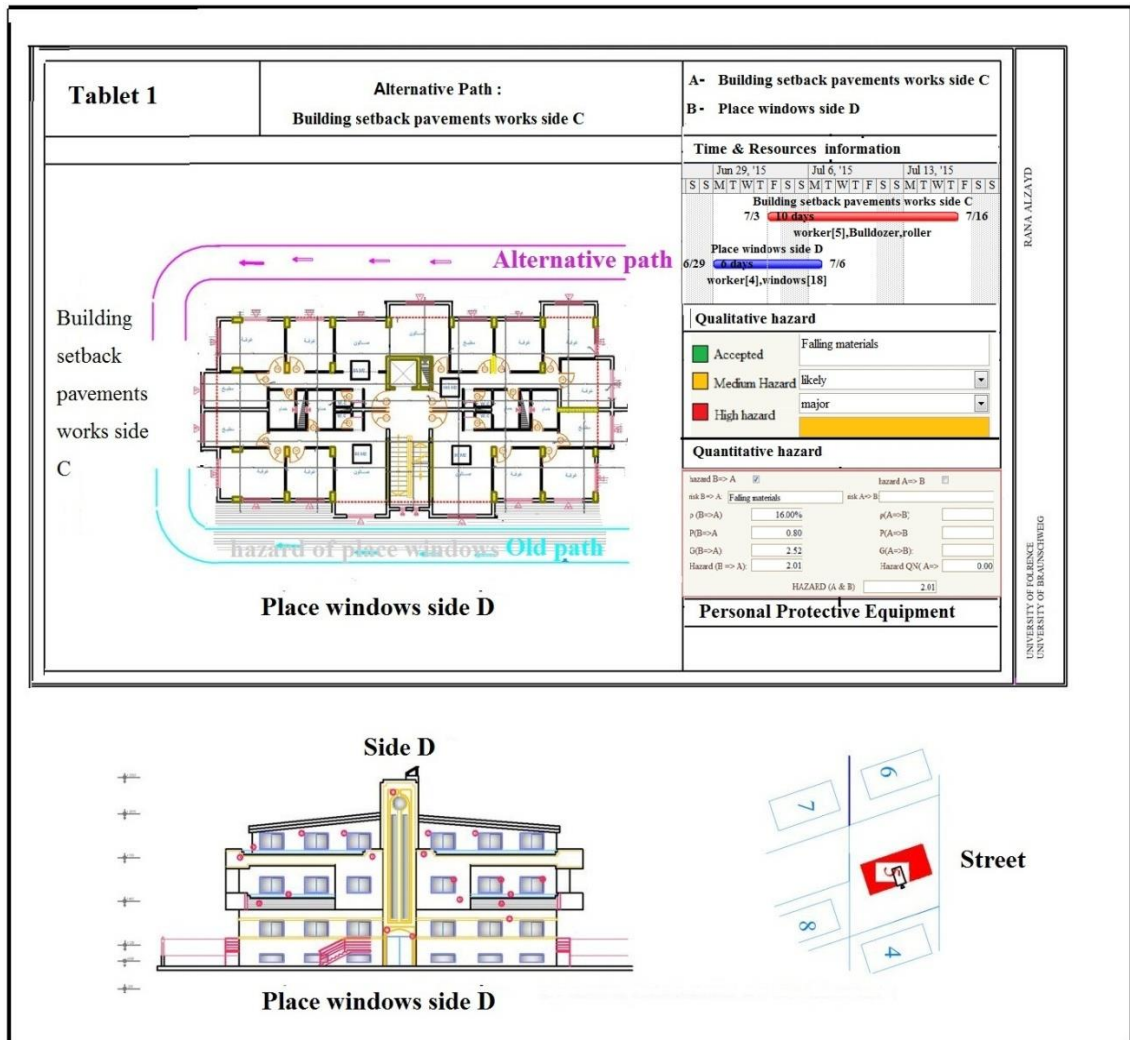 Tablet 1
Alternative Path :
Building setback pavements works side C
A- Building setback pavements works side C
B - Place windows side D
Time & Resources information
Jun 29, '15 Jul 6, '15 Jul 13, '15
S S M T W T F S S M T W T F S S M T W T F S S
Building setback pavements works side C
7/3 10 days 7/16
worker[5],Bulldozer,roller
Place windows side D
6/29 6 days 7/6
worker[4],windows[18]
Qualitative hazard
Accepted Falling materials
Medium Hazard likely
High hazard major
Quantitative hazard
hazard B=> A hazard A=> B
risk B=> A: Falling materials risk A=> B:
(B=>A) 16.00% p(A=>B)
P(B=>A 0.80 P(A=>B
G(B=>A) 2.52 G(A=>B):
Hazard (B => A): 2.01 Hazard QN( A=> 0.00
HAZARD (A & B) 2.01
Personal Protective Equipment
Alternative path
Building
setback
pavements
works side
C
hazard of place windows Old path
Place windows side D
RANA ALZAYD
UNIVERSITY OF FOLRENCE
UNIVERSITY OF BRAUNSCHWEIG
Side D
Place windows side D
6
7
5
Street
8
4